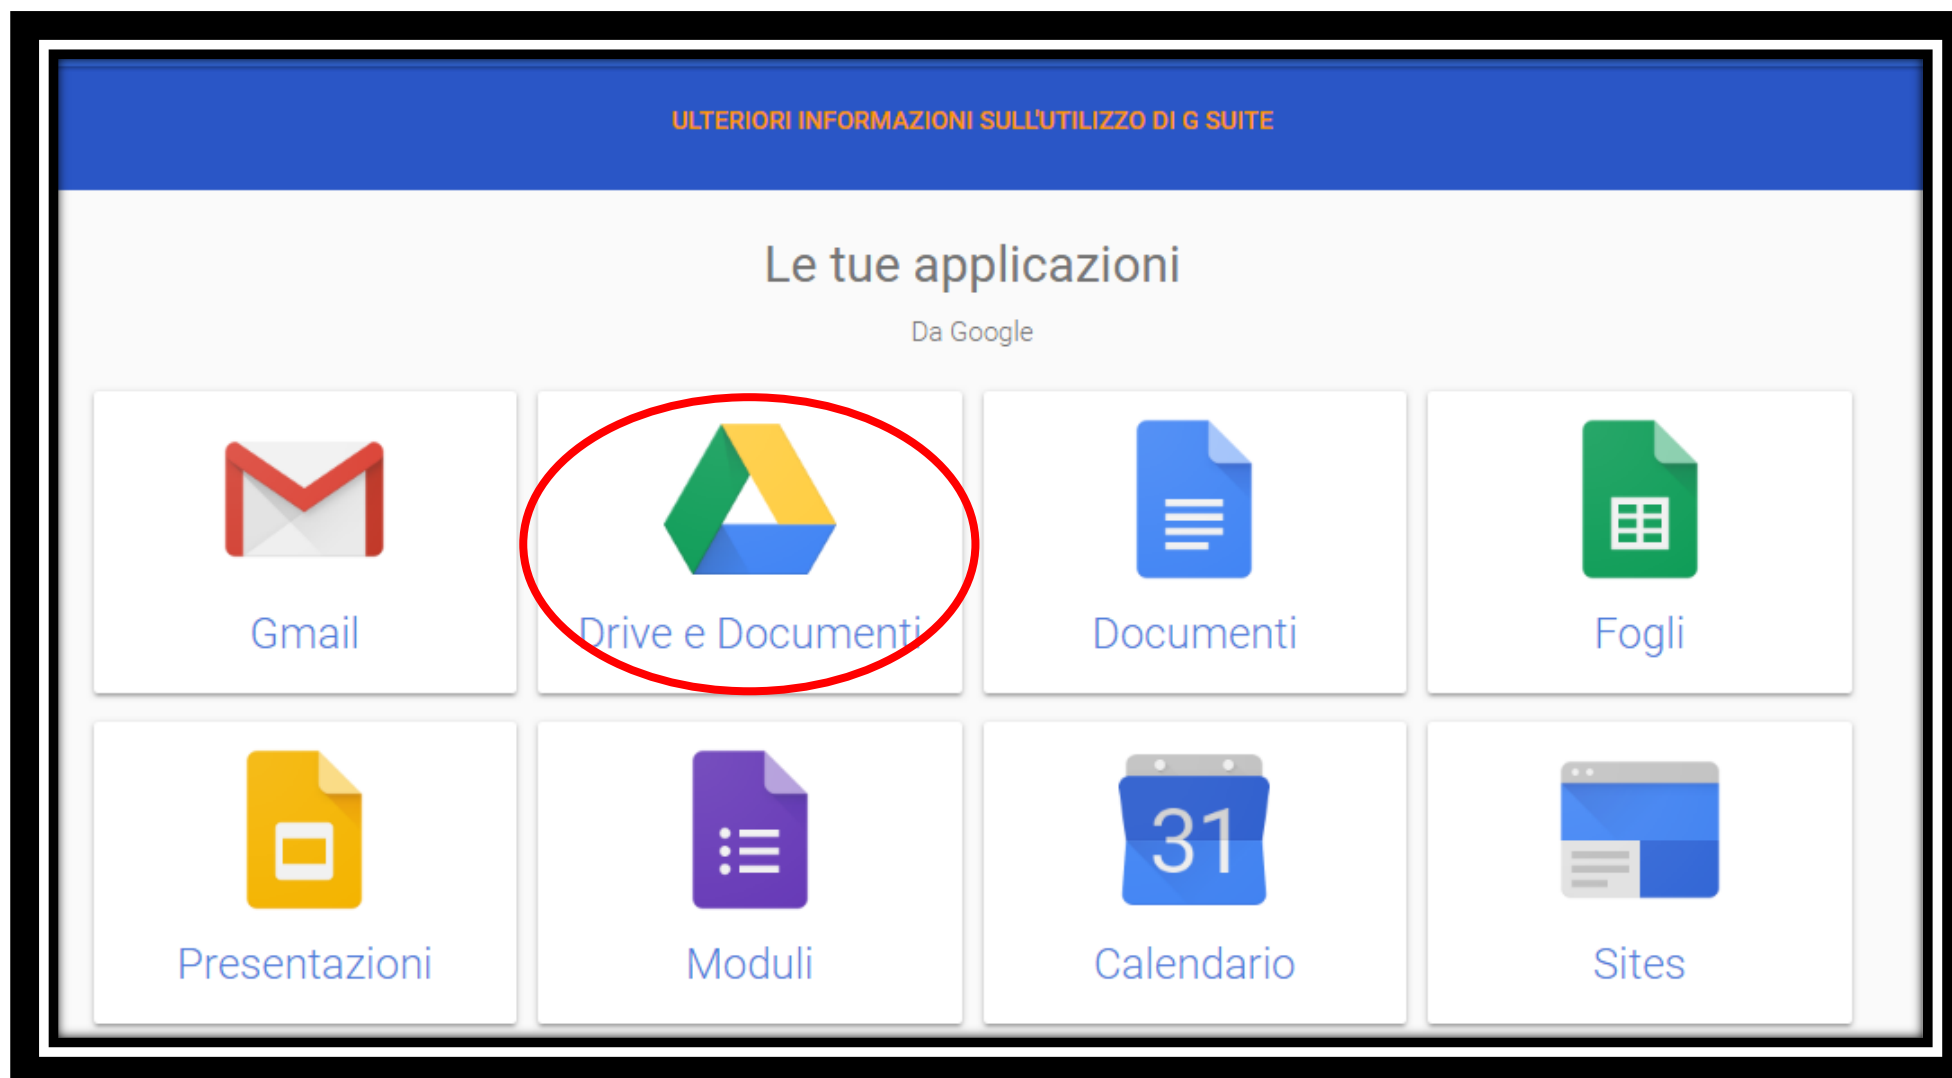 ULTERIORI INFORMAZIONI SULL'UTILIZZO DI G SUITE
Le tue applicazioni
Da Google
Gmail
Drive e Documenti
Documenti
Fogli
Presentazioni
Moduli
31
Calendario
Sites